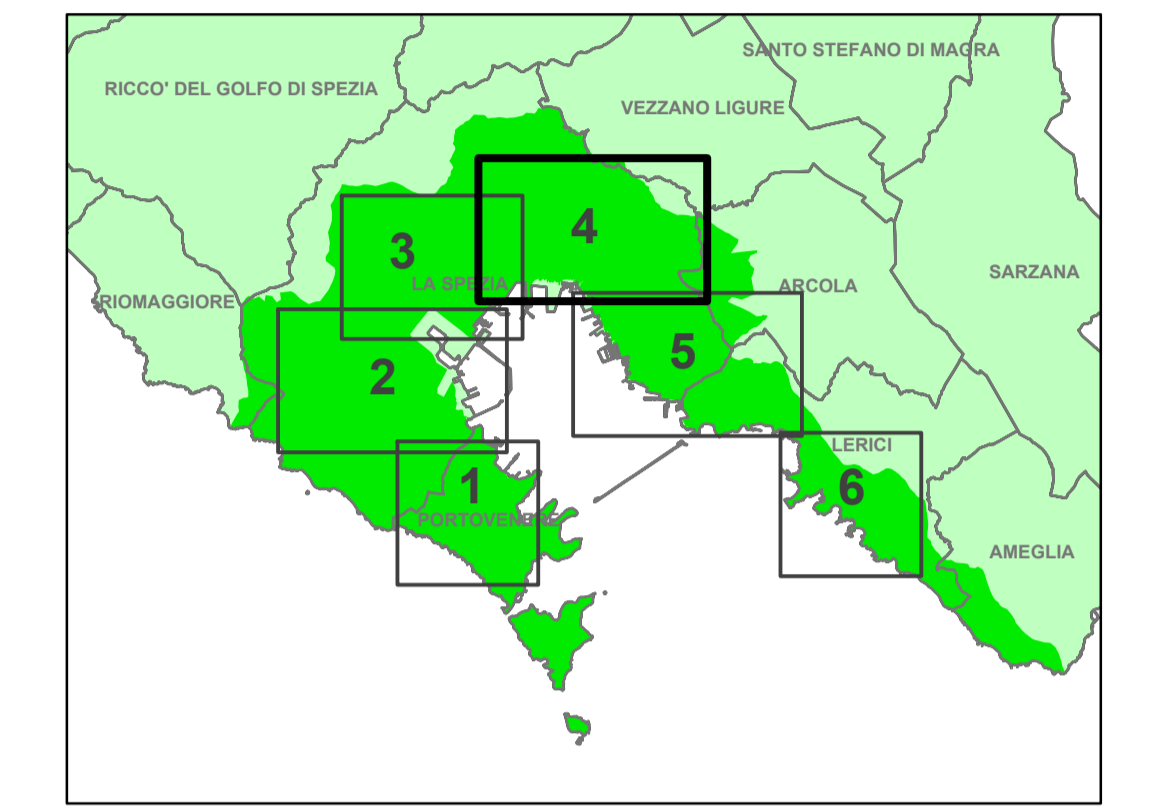 SANTO STEFANO DI MAGRA
RICCO' DEL GOLFO DI SPEZIA
VEZZANO LIGURE
4
3
SARZANA
LA SPEZIA
ARCOLA
RIOMAGGIORE
5
2
LERICI
1
6
PORTOVENERE
AMEGLIA